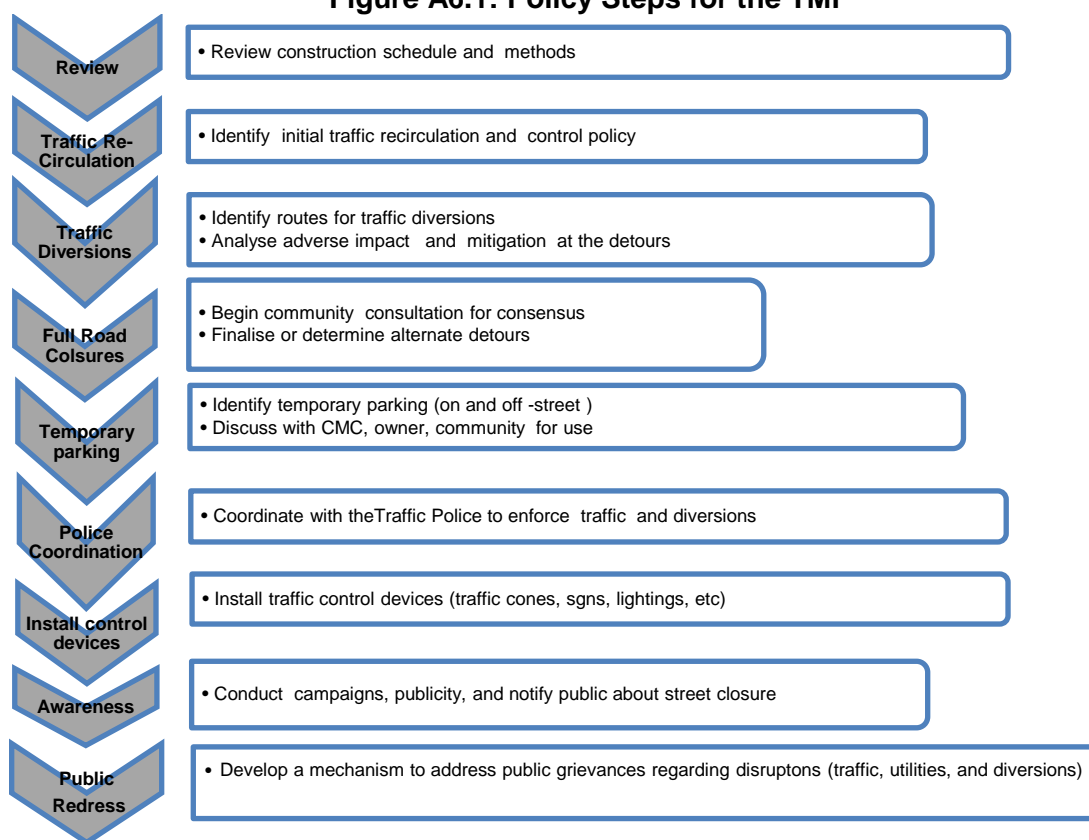 Figure A6.1: Policy Steps for the TMP
Review
• Review construction schedule and methods
Traffic Re-
Circulation
• Identify initial traffic recirculation and control policy
Traffic
Diversions
• Identify routes for traffic diversions
• Analyse adverse impact and mitigation at the detours
Full Road
Colsures
• Begin community consultation for consensus
• Finalise or determine alternate detours
Temporary
parking
• Identify temporary parking (on and off -street )
• Discuss with CMC, owner, community for use
Police
Coordination
• Coordinate with theTraffic Police to enforce traffic and diversions
Install control
devices
• Install traffic control devices (traffic cones, sgns, lightings, etc)
Awareness
• Conduct campaigns, publicity, and notify public about street closure
Public
Redress
• Develop a mechanism to address public grievances regarding disruptons (traffic, utilities, and diversions)